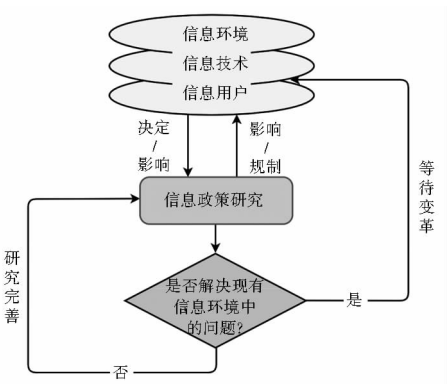 信息环境
信息技术
信息用户
决定
/
影响
影响
/
规制
等待变革
信息政策研究
研究完善
是否解决现有
信息环境中
的问题?
是
否